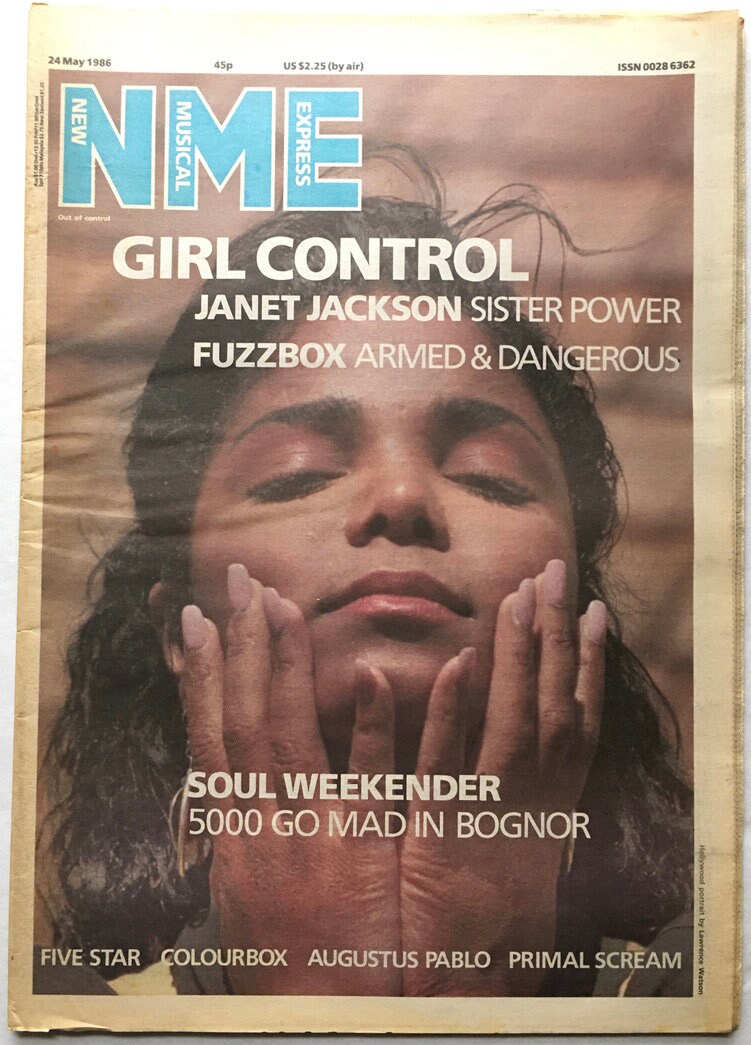 24 May 1986 45p US $2.25 (by air) ISSN 0028 6362
NEW
MUSICAL
EXPRESS
NME
Out of control
GIRL CONTROL
JANET JACKSON SISTER POWER
FUZZBOX ARMED & DANGEROUS
SOUL WEEKENDER
5000 GO MAD IN BOGNOR
Hollywood portrait by Lawrence Watson
FIVE STAR COLOURBOX AUGUSTUS PABLO PRIMAL SCREAM